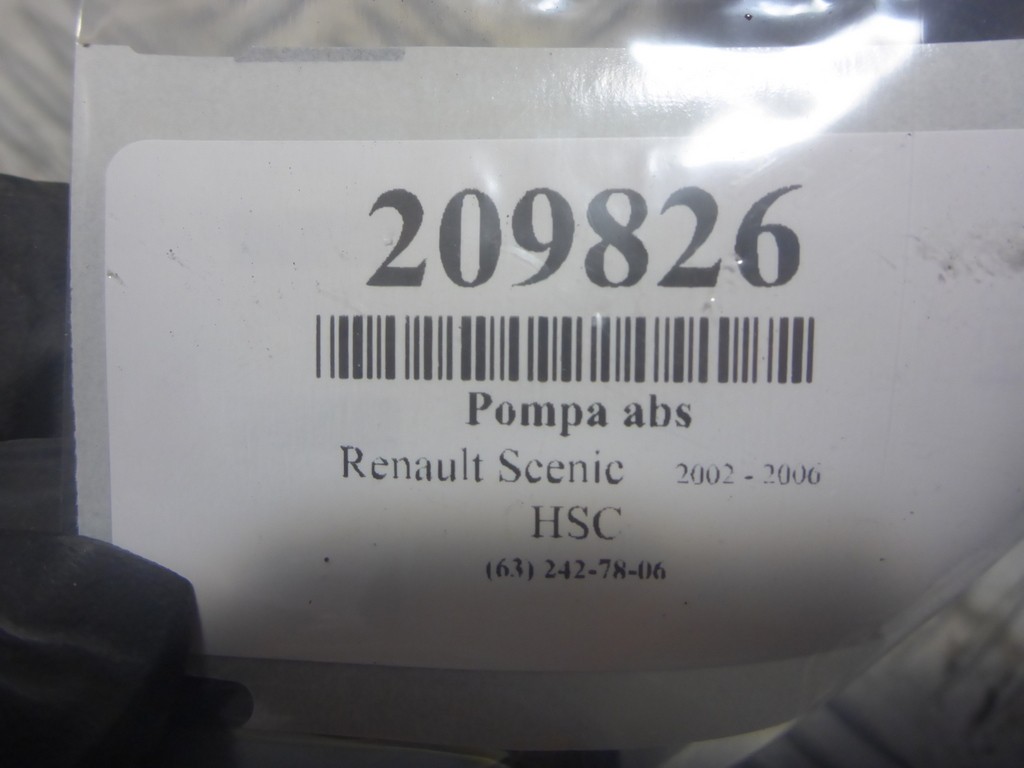 209826
Pompa abs
Renault Scenic 2002 - 2006
HSC
(63) 242-78-06